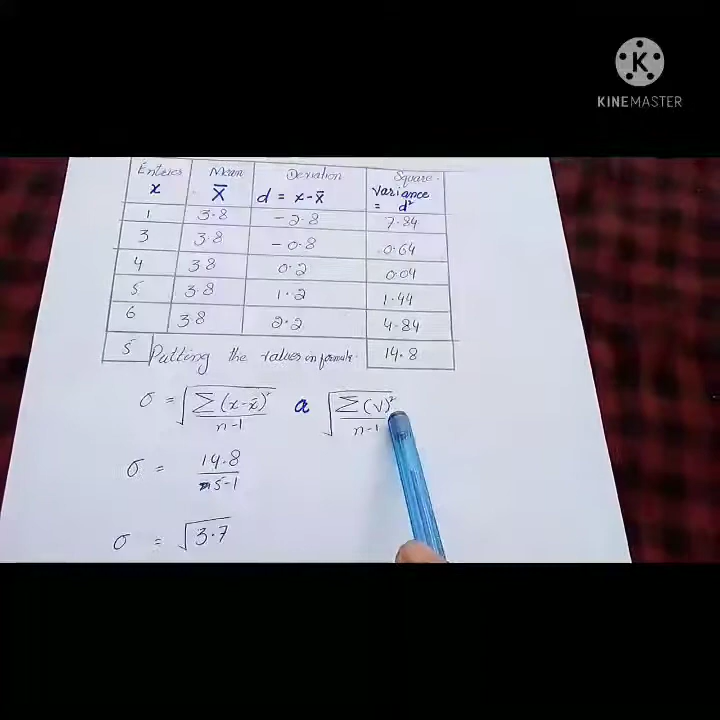 K
KINEMASTER
Enteries Mean Deviation Square
x X̄ d = x-x̄ Variance = d²
1 3.8 -2.8 7.84
3 3.8 -0.8 0.64
4 3.8 0.2 0.04
5 3.8 1.2 1.44
6 3.8 2.2 4.84
5 Putting the values in formula 14.8
σ = √Σ(x-x̄)²/n-1 a √Σ(V)²/n-1
σ = 14.8/5-1
σ = √3.7